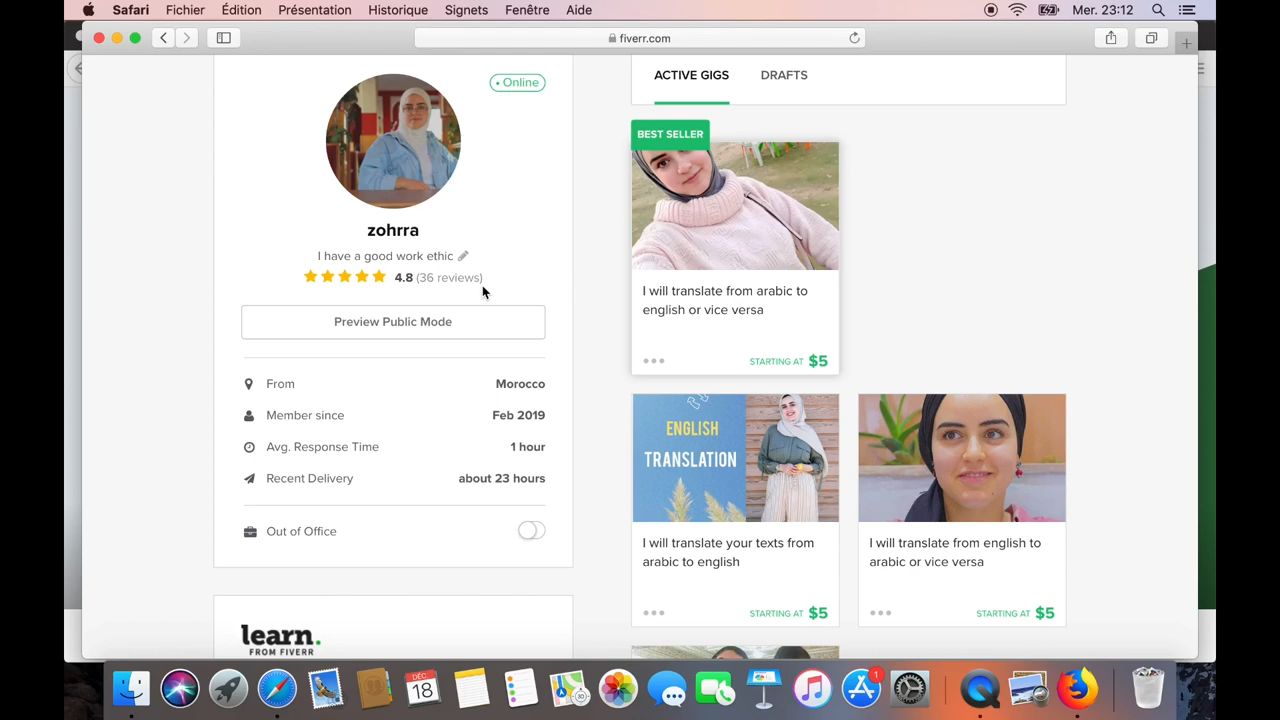 Safari Fichier Édition Présentation Historique Signets Fenêtre Aide Mer. 23:12
fiverr.com
• Online
zohrra
I have a good work ethic
4.8 (36 reviews)
Preview Public Mode
From Morocco
Member since Feb 2019
Avg. Response Time 1 hour
Recent Delivery about 23 hours
Out of Office
learn.
FROM FIVERR
ACTIVE GIGS DRAFTS
BEST SELLER
I will translate from arabic to
english or vice versa
STARTING AT $5
ENGLISH
TRANSLATION
I will translate your texts from
arabic to english
STARTING AT $5
I will translate from english to
arabic or vice versa
STARTING AT $5
DÉC
18
1